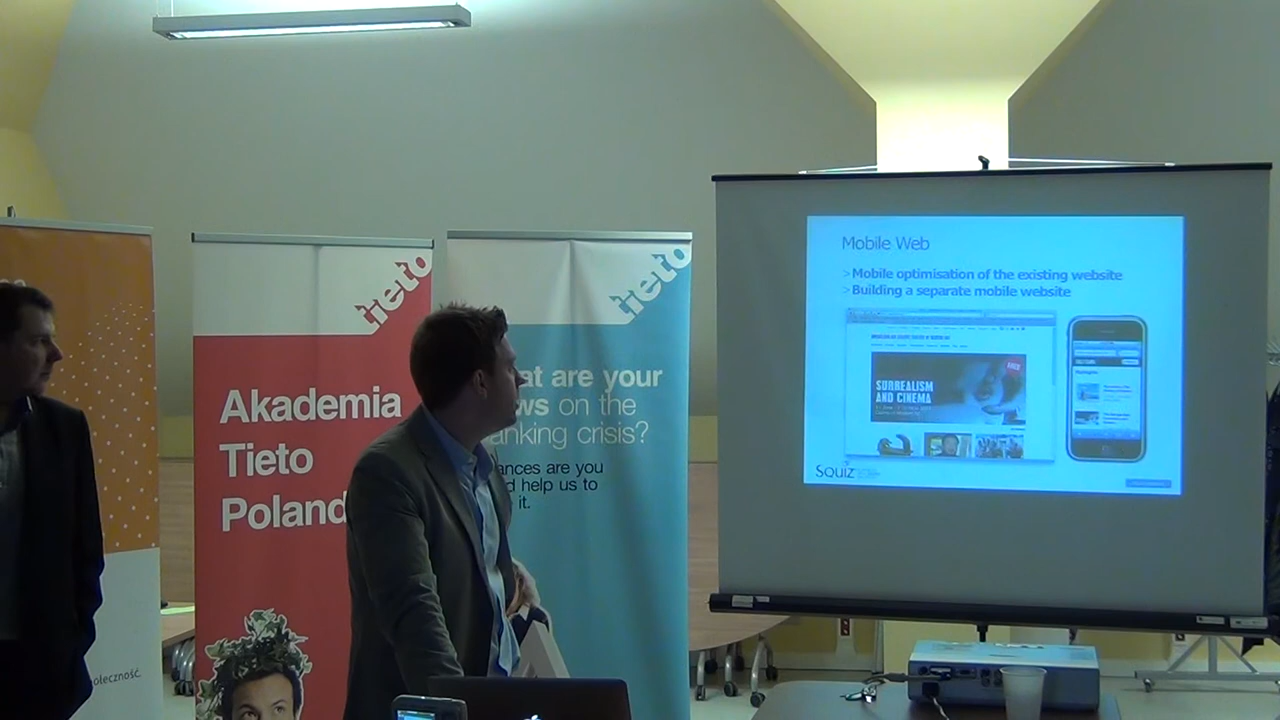 tieto
Akademia
Tieto
Poland
tieto
at are your
ws on the
anking crisis?
ances are you
d help us to
it.
ołeczność.
Mobile Web
> Mobile optimisation of the existing website
> Building a separate mobile website
SURREALISM
AND CINEMA
Squiz